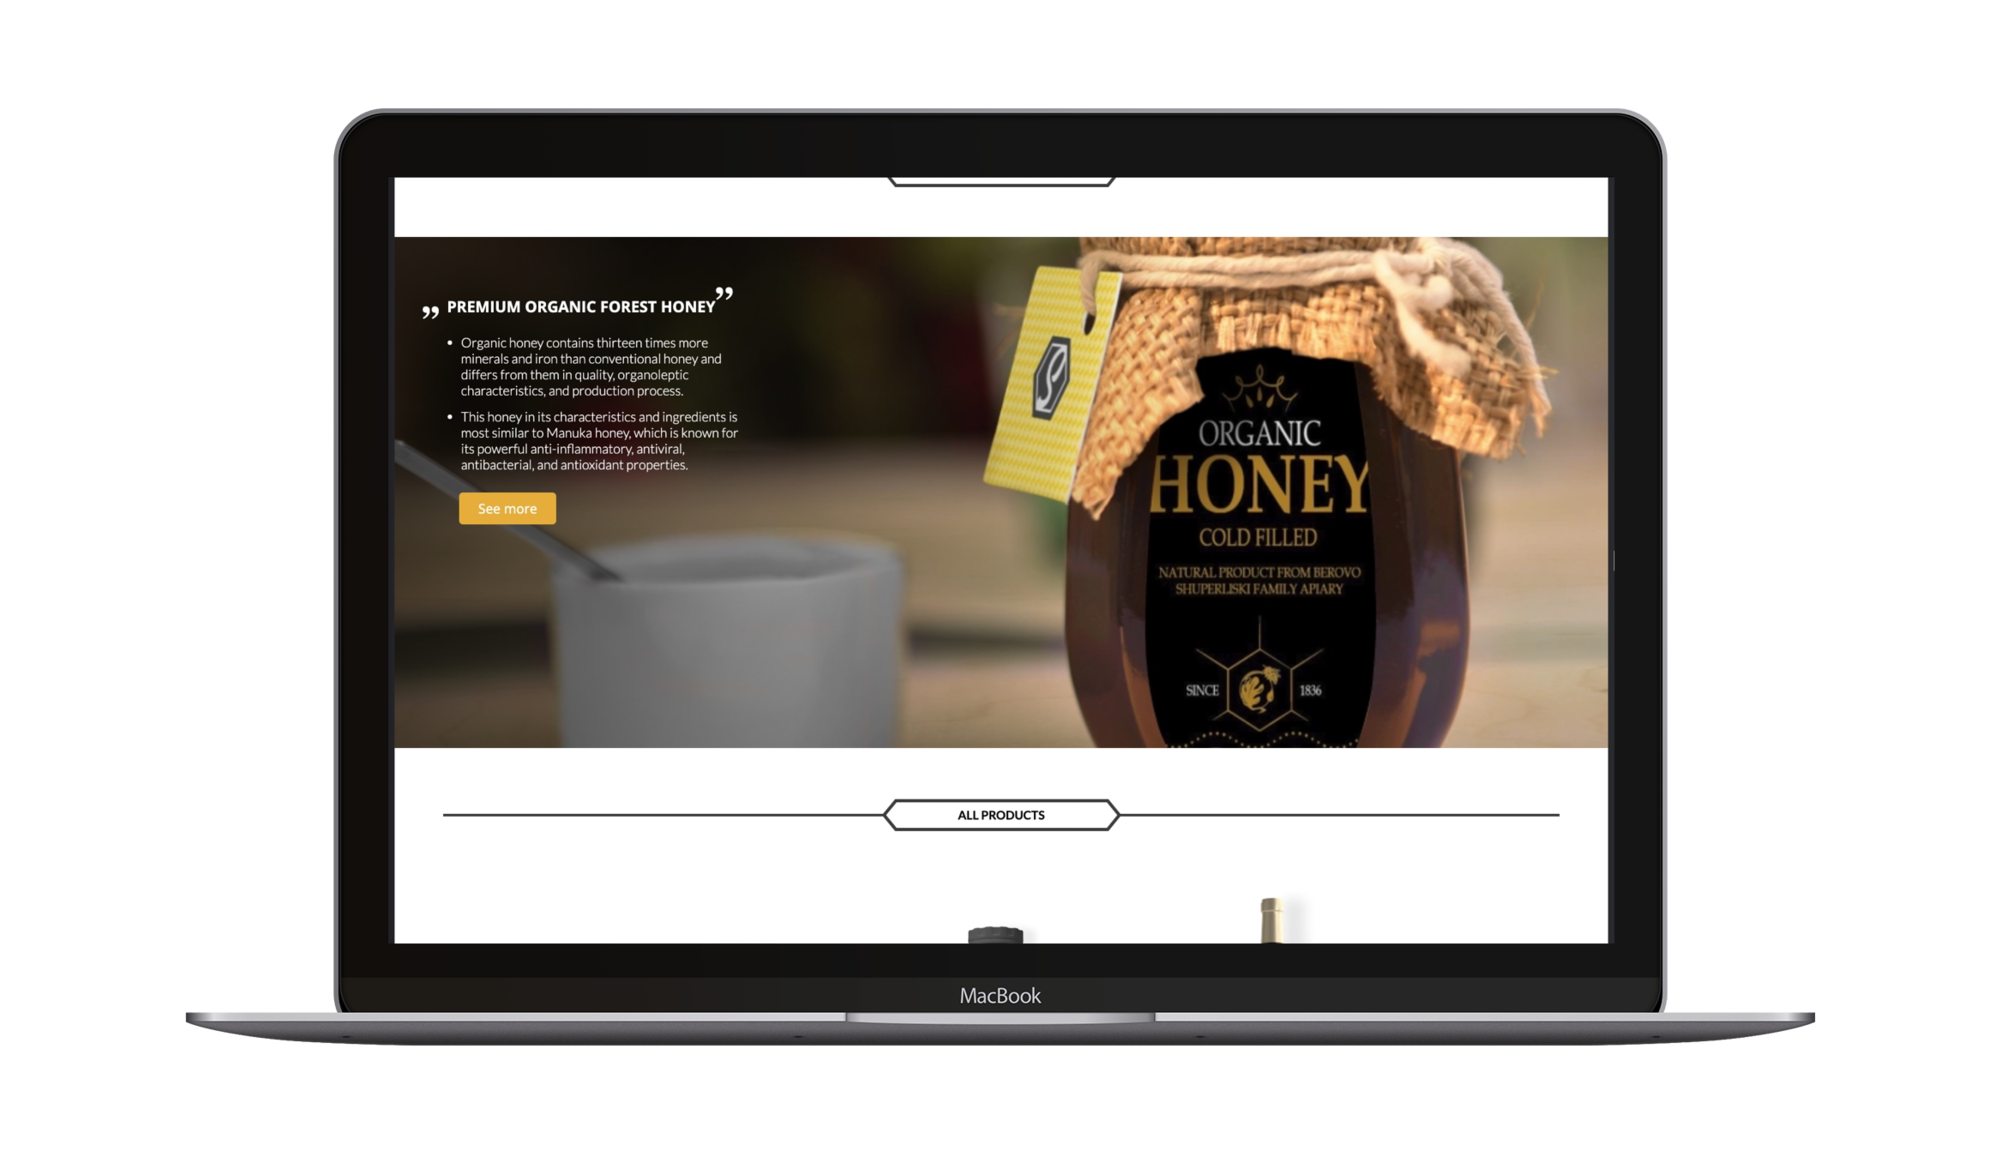 „ PREMIUM ORGANIC FOREST HONEY”
• Organic honey contains thirteen times more
minerals and iron than conventional honey and
differs from them in quality, organoleptic
characteristics, and production process.
• This honey in its characteristics and ingredients is
most similar to Manuka honey, which is known for
its powerful anti-inflammatory, antiviral,
antibacterial, and antioxidant properties.
See more
S
ORGANIC
HONEY
COLD FILLED
NATURAL PRODUCT FROM BEROVO
SHUPERLISKI FAMILY APIARY
SINCE 1836
ALL PRODUCTS
MacBook